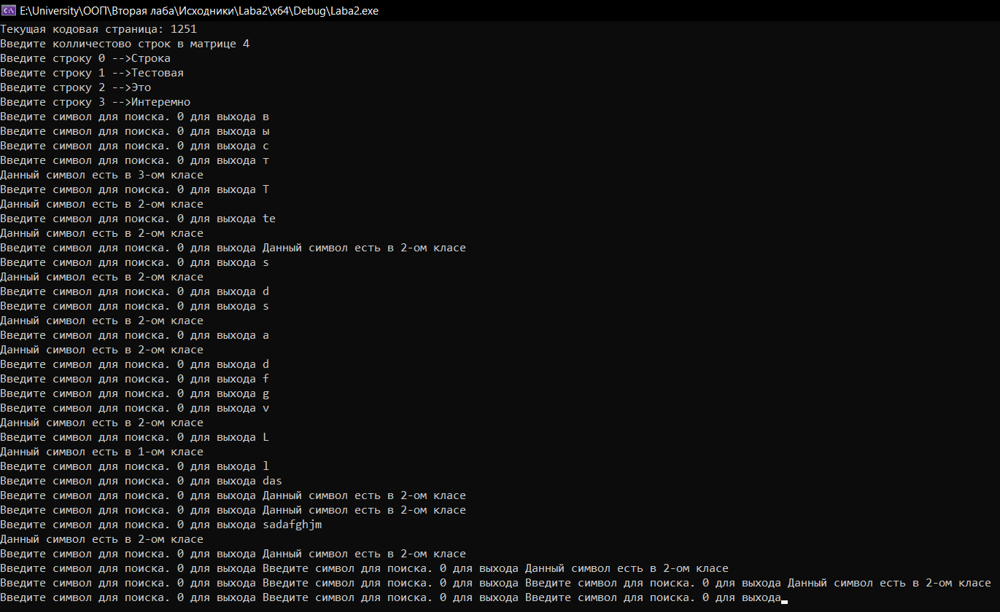 E:\University\ООП\Вторая лаба\Исходники\Laba2\x64\Debug\Laba2.exe
Текущая кодовая страница: 1251
Введите колличестово строк в матрице 4
Введите строку 0 -->Строка
Введите строку 1 -->Тестовая
Введите строку 2 -->Это
Введите строку 3 -->Интеремно
Введите символ для поиска. 0 для выхода в
Введите символ для поиска. 0 для выхода ы
Введите символ для поиска. 0 для выхода с
Введите символ для поиска. 0 для выхода т
Данный символ есть в 3-ом класе
Введите символ для поиска. 0 для выхода Т
Данный символ есть в 2-ом класе
Введите символ для поиска. 0 для выхода te
Данный символ есть в 2-ом класе
Введите символ для поиска. 0 для выхода Данный символ есть в 2-ом класе
Введите символ для поиска. 0 для выхода s
Данный символ есть в 2-ом класе
Введите символ для поиска. 0 для выхода d
Введите символ для поиска. 0 для выхода s
Данный символ есть в 2-ом класе
Введите символ для поиска. 0 для выхода a
Данный символ есть в 2-ом класе
Введите символ для поиска. 0 для выхода d
Введите символ для поиска. 0 для выхода f
Введите символ для поиска. 0 для выхода g
Введите символ для поиска. 0 для выхода v
Данный символ есть в 2-ом класе
Введите символ для поиска. 0 для выхода L
Данный символ есть в 1-ом класе
Введите символ для поиска. 0 для выхода l
Введите символ для поиска. 0 для выхода das
Введите символ для поиска. 0 для выхода Данный символ есть в 2-ом класе
Введите символ для поиска. 0 для выхода Данный символ есть в 2-ом класе
Введите символ для поиска. 0 для выхода sadafghjm
Данный символ есть в 2-ом класе
Введите символ для поиска. 0 для выхода Данный символ есть в 2-ом класе
Введите символ для поиска. 0 для выхода Введите символ для поиска. 0 для выхода Данный символ есть в 2-ом класе
Введите символ для поиска. 0 для выхода Введите символ для поиска. 0 для выхода Введите символ для поиска. 0 для выхода Данный символ есть в 2-ом класе
Введите символ для поиска. 0 для выхода Введите символ для поиска. 0 для выхода Введите символ для поиска. 0 для выхода